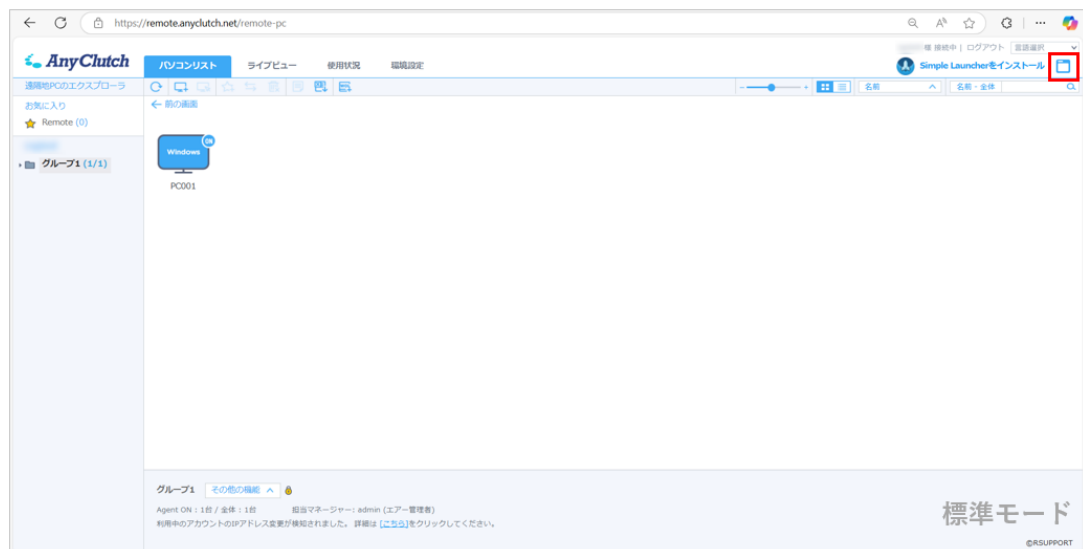 https://remote.anyclutch.net/remote-pc
AnyClutch
パソコンリスト
ライブビュー
使用状況
環境設定
様 接続中 | ログアウト
言語選択
Simple Launcherをインストール
遠隔地PCのエクスプローラ
名前
名前 - 全体
お気に入り
← 前の画面
Remote (0)
グループ1 (1/1)
Windows
ON
PC001
グループ1
その他の機能
Agent ON : 1台 / 全体 : 1台
担当マネージャー: admin (エアー管理者)
利用中のアカウントのIPアドレス変更が検知されました。 詳細は [こちら]をクリックしてください。
標準モード
©RSUPPORT